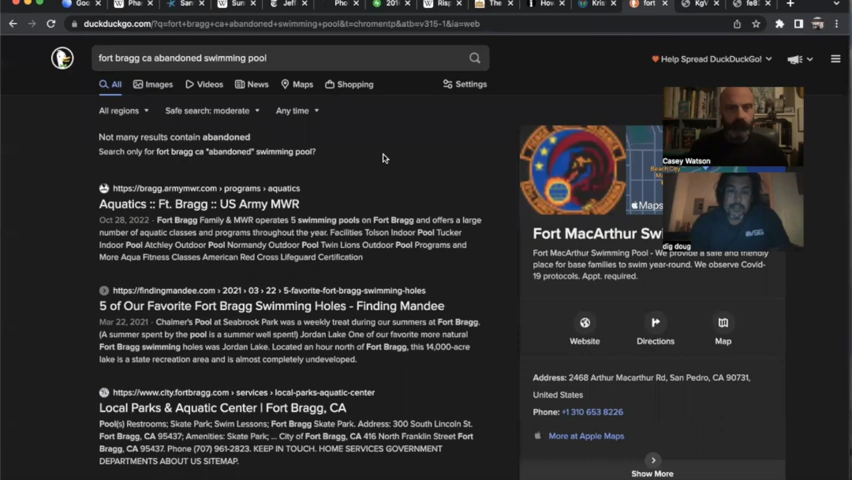 Goo
Pha
San
Sun
Jeff
Pho
Risp
The
How
Kris
fort
KgV
duckduckgo.com/?q=fort+bragg+ca+abandoned+swimming+pool&t=chromentp&atb=v315-1&ia=web
fort bragg ca abandoned swimming pool
Help Spread DuckDuckGo!
All
Images
Videos
News
Maps
Shopping
Settings
All regions
Safe search: moderate
Any time
Not many results contain abandoned
Search only for fort bragg ca "abandoned" swimming pool?
https://bragg.armymwr.com › programs › aquatics
Aquatics :: Ft. Bragg :: US Army MWR
Oct 28, 2022 Fort Bragg Family & MWR operates 5 swimming pools on Fort Bragg and offers a large
number of aquatic classes and programs throughout the year. Facilities Tolson Indoor Pool Tucker
Indoor Pool Atchley Outdoor Pool Normandy Outdoor Pool Twin Lions Outdoor Pool Programs and
More Aqua Fitness Classes American Red Cross Lifeguard Certification
https://findingmandee.com › 2021 › 03 › 22 › 5-favorite-fort-bragg-swimming-holes
5 of Our Favorite Fort Bragg Swimming Holes - Finding Mandee
Mar 22, 2021 Chalmer's Pool at Seabrook Park was a weekly treat during our summers at Fort Bragg.
(A summer spent by the pool is a summer well spent!) Jordan Lake One of our favorite more natural
Fort Bragg swimming holes was Jordan Lake. Located an hour north of Fort Bragg, this 14,000-acre
lake is a state recreation area and is almost completely undeveloped.
https://www.city.fortbragg.com › services › local-parks-aquatic-center
Local Parks & Aquatic Center | Fort Bragg, CA
Pool(s) Restrooms; Skate Park; Swim Lessons; Fort Bragg Skate Park. Address: 300 South Lincoln St.
Fort Bragg, CA 95437; Amenities: Skate Park; ... City of Fort Bragg, CA 416 North Franklin Street Fort
Bragg, CA 95437. Phone (707) 961-2823. KEEP IN TOUCH. HOME SERVICES GOVERNMENT
DEPARTMENTS ABOUT US SITEMAP.
Beach City
Maps
Casey Watson
dig doug
Fort MacArthur Sw
Fort MacArthur Swimming Pool - We provide a safe and friendly
place for base families to swim year-round. We observe Covid-
19 protocols. Appt. required.
Website
Directions
Map
Address: 2468 Arthur Macarthur Rd, San Pedro, CA 90731,
United States
Phone: +1 310 653 8226
More at Apple Maps
Show More